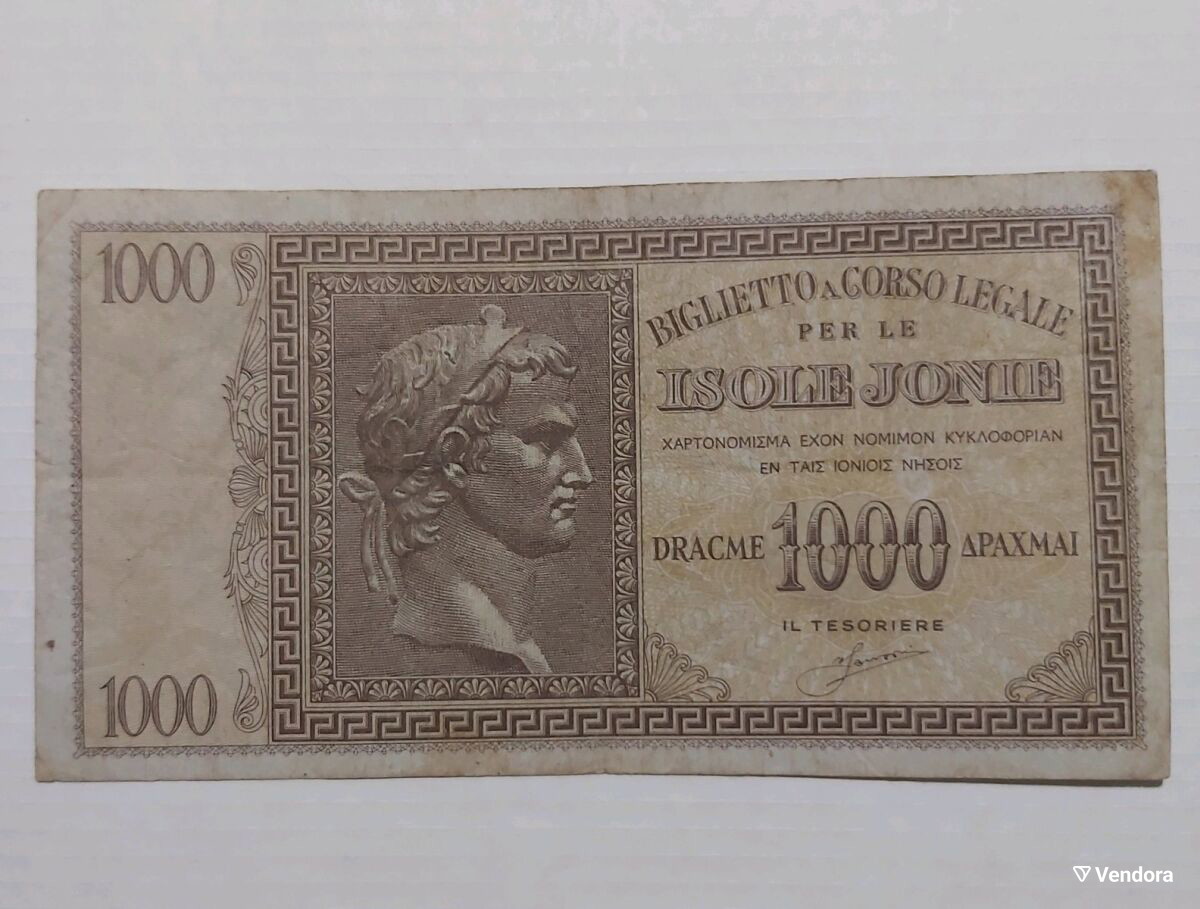 1000
BIGLIETTO A CORSO LEGALE
PER LE
ISOLE JONIE
ΧΑΡΤΟΝΟΜΙΣΜΑ ΕΧΟΝ ΝΟΜΙΜΟΝ ΚΥΚΛΟΦΟΡΙΑΝ
ΕΝ ΤΑΙΣ ΙΟΝΙΟΙΣ ΝΗΣΟΙΣ
DRACME 1000 ΔΡΑΧΜΑΙ
IL TESORIERE
1000
Vendora